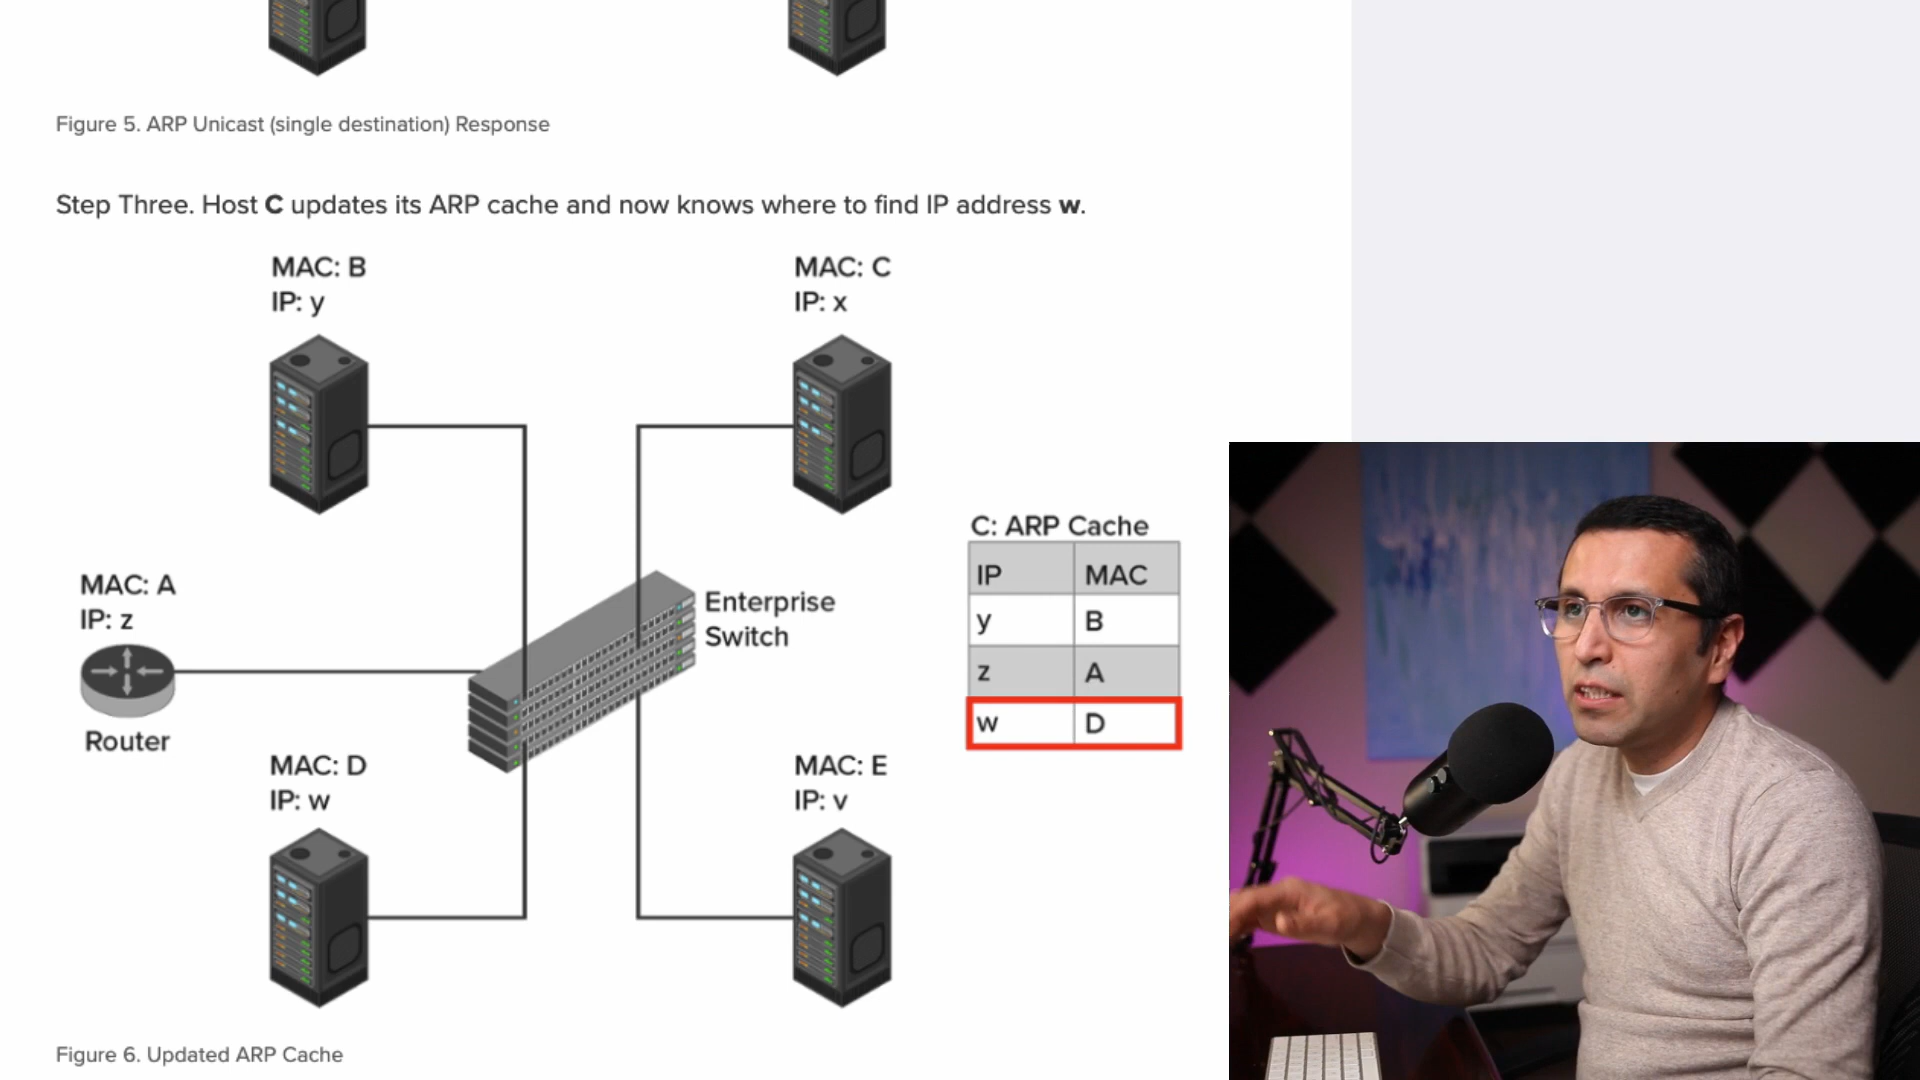 Figure 5. ARP Unicast (single destination) Response
Step Three. Host C updates its ARP cache and now knows where to find IP address w.
MAC: B
IP: y
MAC: C
IP: x
C: ARP Cache
IP MAC
y B
z A
w D
MAC: A
IP: z
Router
Enterprise
Switch
MAC: D
IP: w
MAC: E
IP: v
Figure 6. Updated ARP Cache